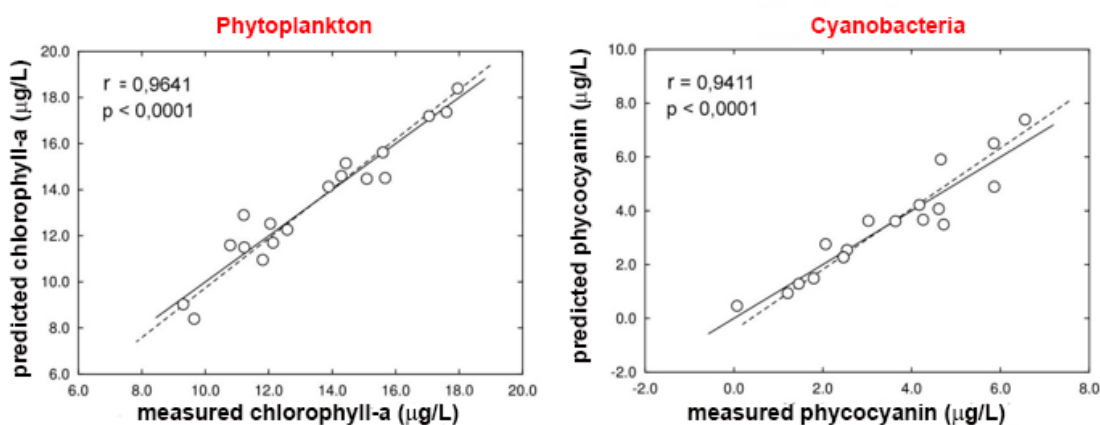 Phytoplankton
20.0
18.0
16.0
14.0
12.0
10.0
8.0
6.0
r = 0,9641
p < 0,0001
predicted chlorophyll-a (µg/L)
6.0 8.0 10.0 12.0 14.0 16.0 18.0 20.0
measured chlorophyll-a (µg/L)
Cyanobacteria
10.0
8.0
6.0
4.0
2.0
0.0
-2.0
r = 0,9411
p < 0,0001
predicted phycocyanin (µg/L)
-2.0 0.0 2.0 4.0 6.0 8.0
measured phycocyanin (µg/L)